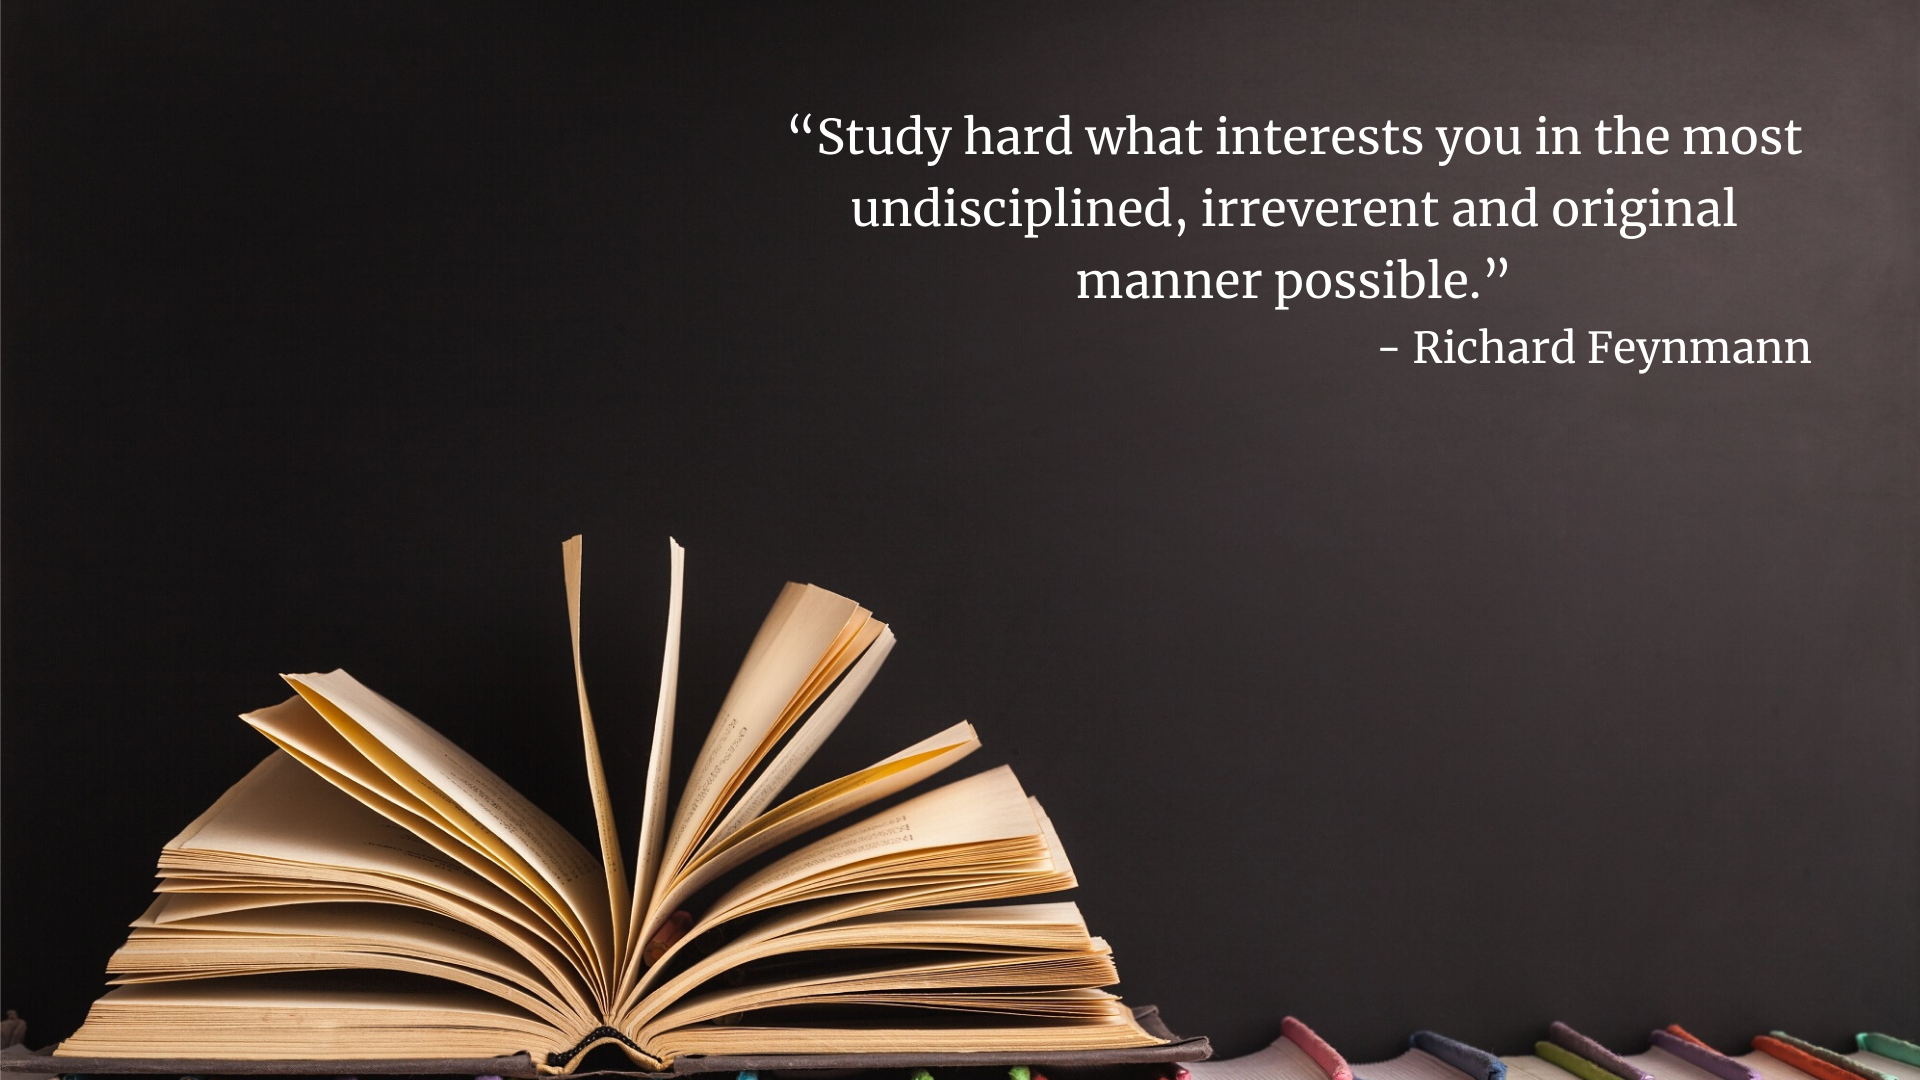 “Study hard what interests you in the most
undisciplined, irreverent and original
manner possible.”
- Richard Feynmann